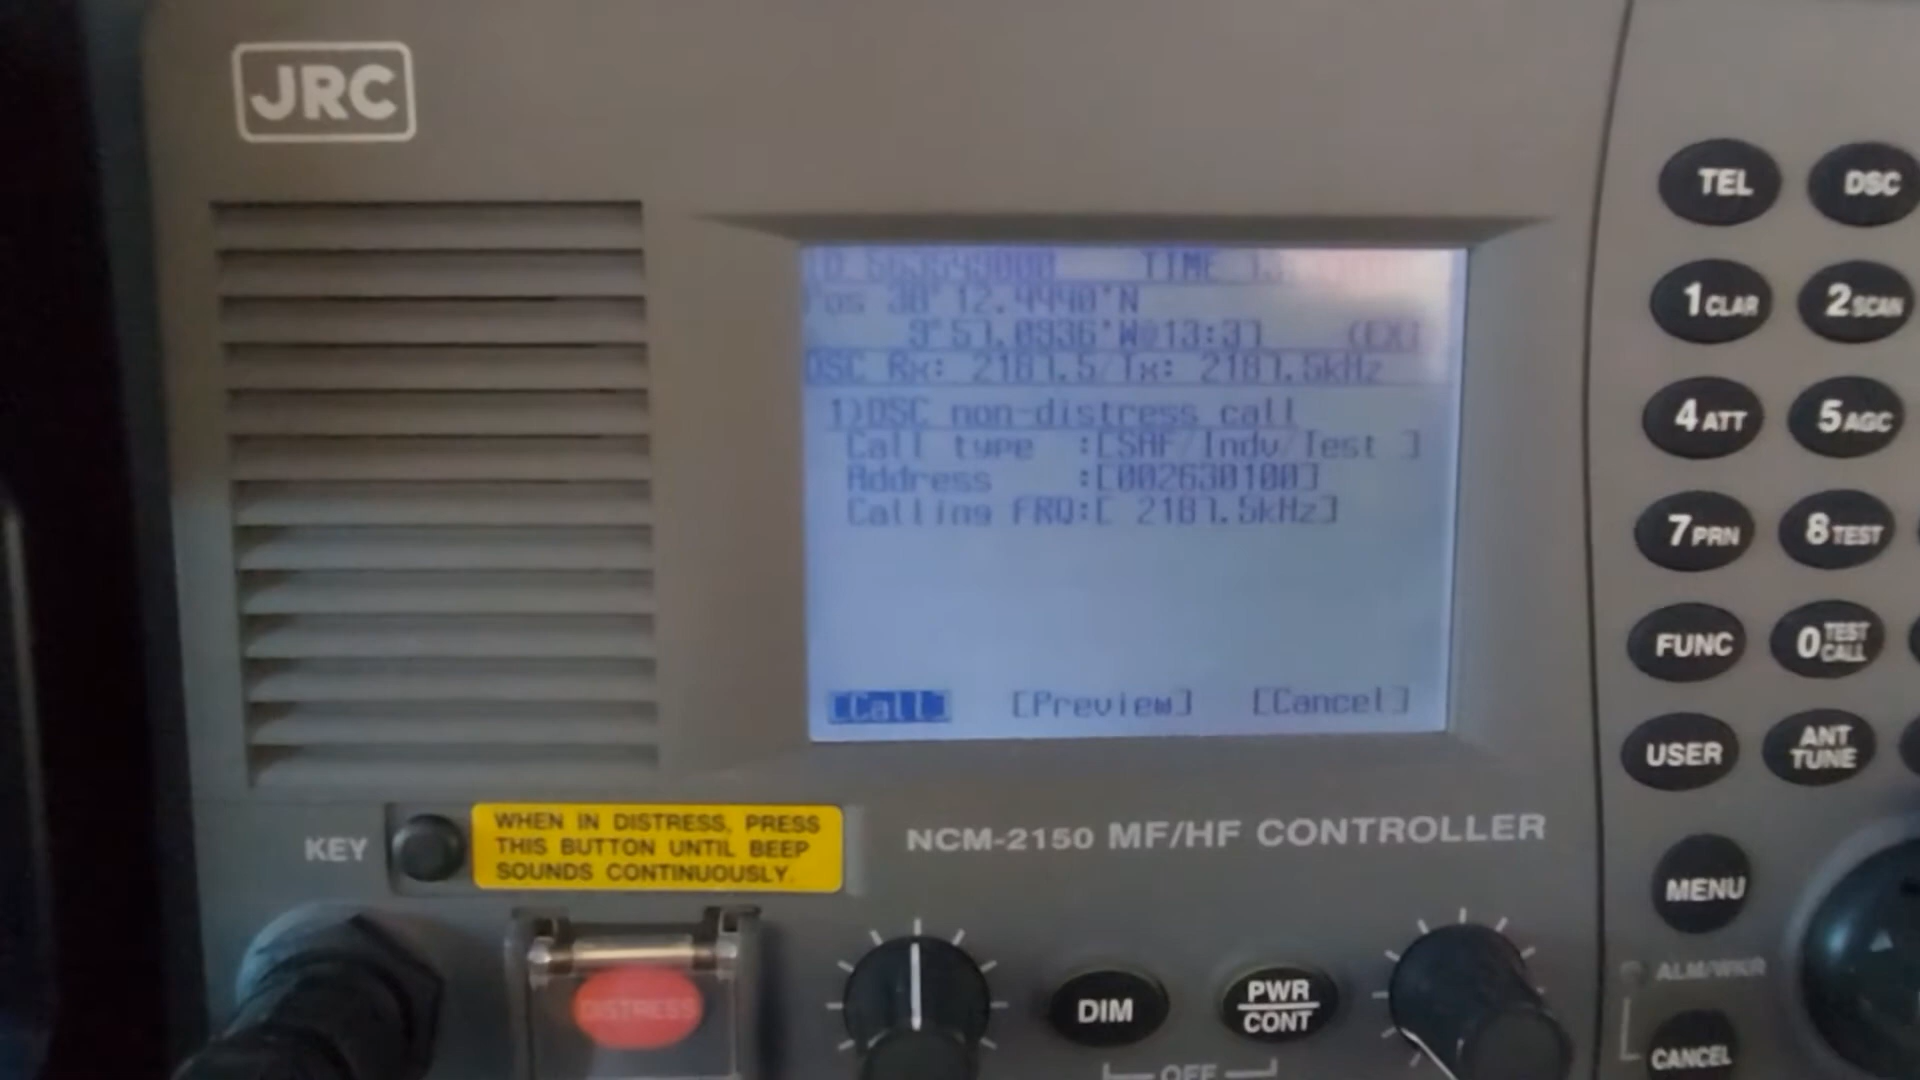 JRC
TIME
Pos 38°12.4440'N
9°57.0936'W@13:37 (EX)
DSC Rx: 2187.5/Tx: 2187.5kHz
1)DSC non-distress call
Call type :[SAF/Indv/Test ]
Address :[002630100]
Calling FRQ:[ 2187.5kHz]
[Call] [Preview] [Cancel]
KEY
WHEN IN DISTRESS, PRESS
THIS BUTTON UNTIL BEEP
SOUNDS CONTINUOUSLY.
NCM-2150 MF/HF CONTROLLER
DISTRESS
DIM
PWR
CONT
OFF
TEL
DSC
1 CLAR
2 SCAN
4 ATT
5 AGC
7 PRN
8 TEST
FUNC
0 TEST
CALL
USER
ANT
TUNE
MENU
ALM/WKR
CANCEL